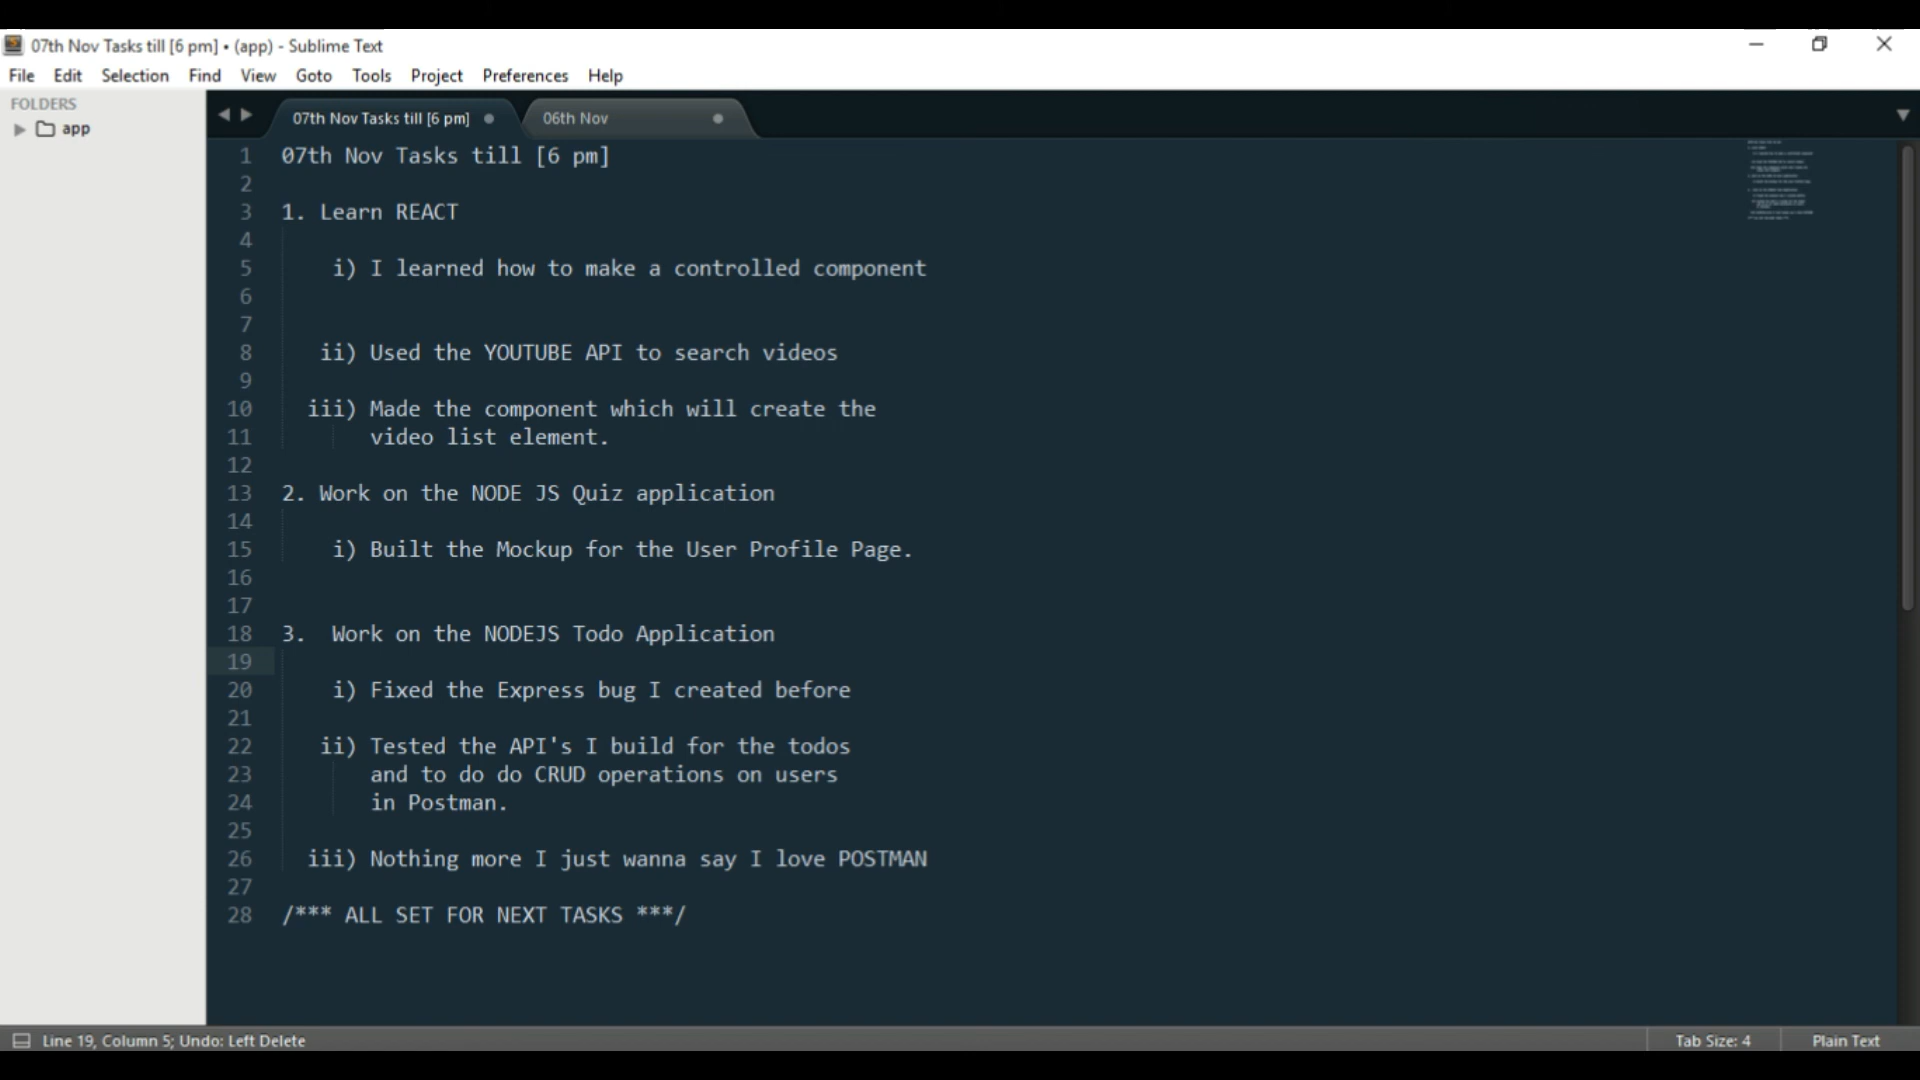 07th Nov Tasks till [6 pm] • (app) - Sublime Text
File Edit Selection Find View Goto Tools Project Preferences Help
FOLDERS
app
07th Nov Tasks till [6 pm] 06th Nov
1 07th Nov Tasks till [6 pm]
2
3 1. Learn REACT
4
5 i) I learned how to make a controlled component
6
7
8 ii) Used the YOUTUBE API to search videos
9
10 iii) Made the component which will create the
11 video list element.
12
13 2. Work on the NODE JS Quiz application
14
15 i) Built the Mockup for the User Profile Page.
16
17
18 3. Work on the NODEJS Todo Application
19
20 i) Fixed the Express bug I created before
21
22 ii) Tested the API's I build for the todos
23 and to do do CRUD operations on users
24 in Postman.
25
26 iii) Nothing more I just wanna say I love POSTMAN
27
28 /*** ALL SET FOR NEXT TASKS ***/
Line 19, Column 5; Undo: Left Delete Tab Size: 4 Plain Text